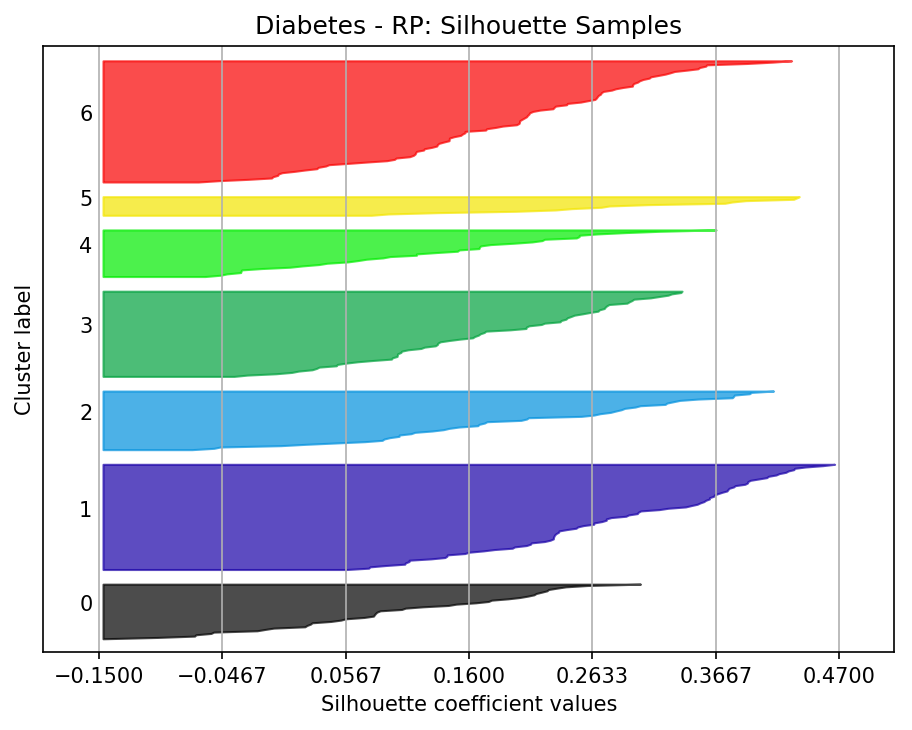 Diabetes - RP: Silhouette Samples
6
5
4
3
2
1
0
Cluster label
−0.1500 −0.0467 0.0567 0.1600 0.2633 0.3667 0.4700
Silhouette coefficient values